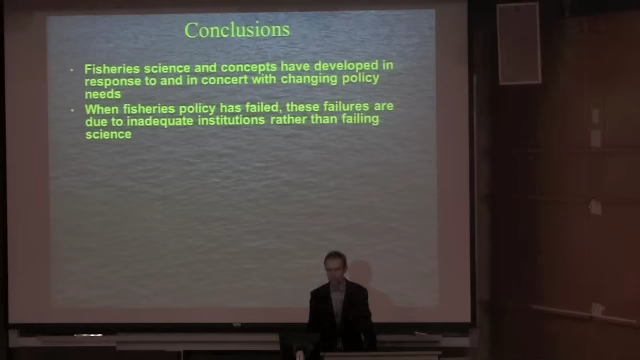 Conclusions
• Fisheries science and concepts have developed in
response to and in concert with changing policy
needs
• When fisheries policy has failed, these failures are
due to inadequate institutions rather than failing
science